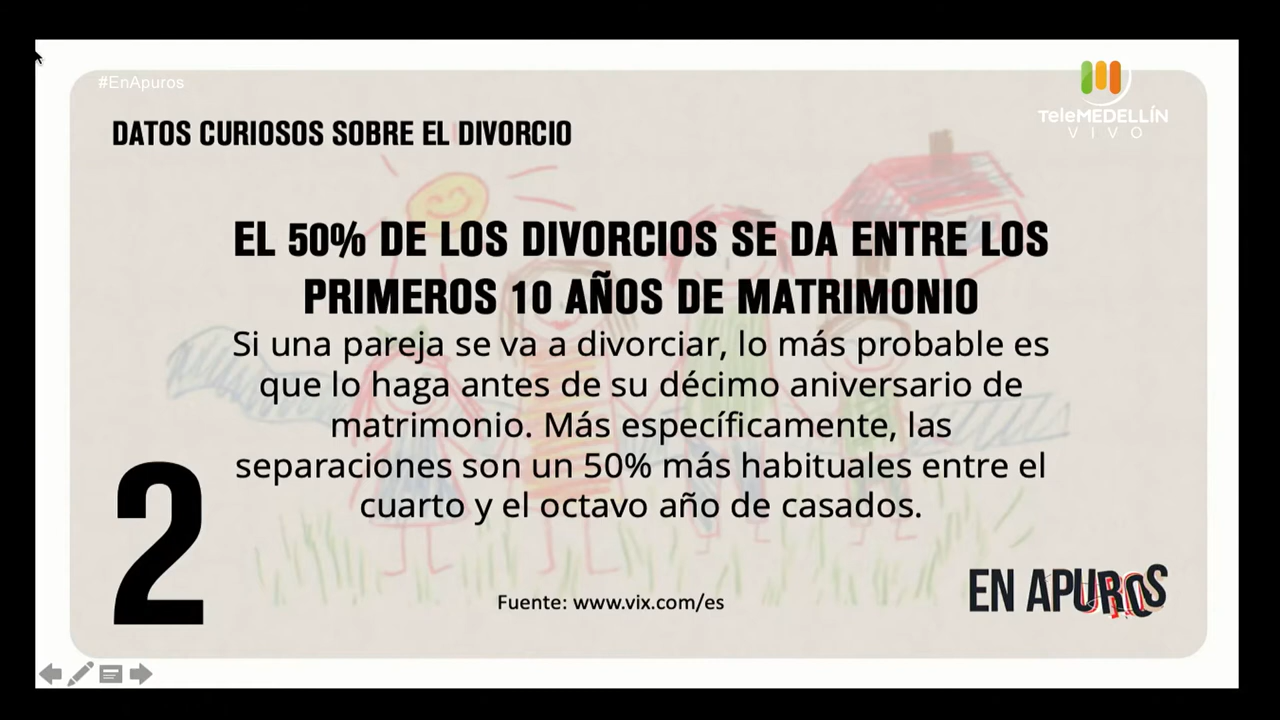 #EnApuros
TeleMEDELLÍN
VIVO
DATOS CURIOSOS SOBRE EL DIVORCIO
EL 50% DE LOS DIVORCIOS SE DA ENTRE LOS
PRIMEROS 10 AÑOS DE MATRIMONIO
Si una pareja se va a divorciar, lo más probable es
que lo haga antes de su décimo aniversario de
matrimonio. Más específicamente, las
separaciones son un 50% más habituales entre el
cuarto y el octavo año de casados.
2
Fuente: www.vix.com/es
EN APUROS